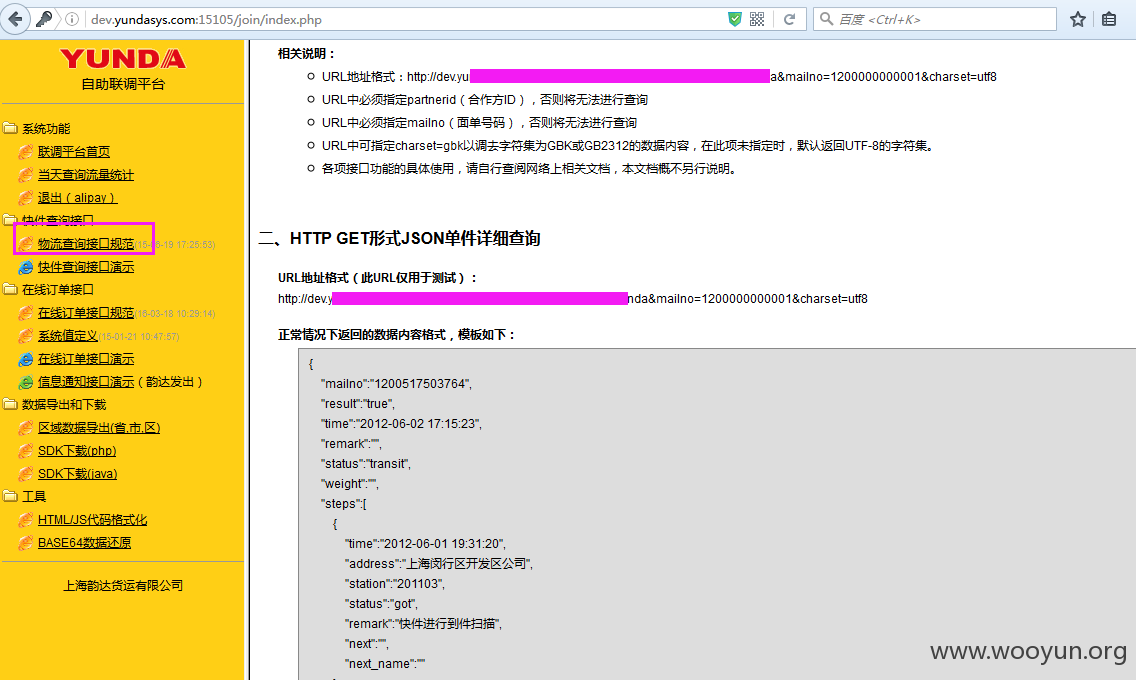 dev.yundasys.com:15105/join/index.php
百度 <Ctrl+K>
YUNDA
自助联调平台
系统功能
联调平台首页
当天查询流量统计
退出（alipay）
快件查询接口
物流查询接口规范(15-06-19 17:25:53)
快件查询接口演示
在线订单接口
在线订单接口规范(16-03-18 10:29:14)
系统值定义(15-01-21 10:47:57)
在线订单接口演示
信息通知接口演示（韵达发出）
数据导出和下载
区域数据导出(省,市,区)
SDK下载(php)
SDK下载(java)
工具
HTML/JS代码格式化
BASE64数据还原
上海韵达货运有限公司
相关说明：
URL地址格式：http://dev.yu a&mailno=1200000000001&charset=utf8
URL中必须指定partnerid（合作方ID），否则将无法进行查询
URL中必须指定mailno（面单号码），否则将无法进行查询
URL中可指定charset=gbk以调去字符集为GBK或GB2312的数据内容，在此项未指定时，默认返回UTF-8的字符集。
各项接口功能的具体使用，请自行查阅网络上相关文档，本文档概不另行说明。
二、HTTP GET形式JSON单件详细查询
URL地址格式（此URL仅用于测试）：
http://dev.y nda&mailno=1200000000001&charset=utf8
正常情况下返回的数据内容格式，模板如下：
{
"mailno":"1200517503764",
"result":"true",
"time":"2012-06-02 17:15:23",
"remark":"",
"status":"transit",
"weight":"",
"steps":[
{
"time":"2012-06-01 19:31:20",
"address":"上海闵行区开发区公司",
"station":"201103",
"status":"got",
"remark":"快件进行到件扫描",
"next":"",
"next_name":""
www.wooyun.org